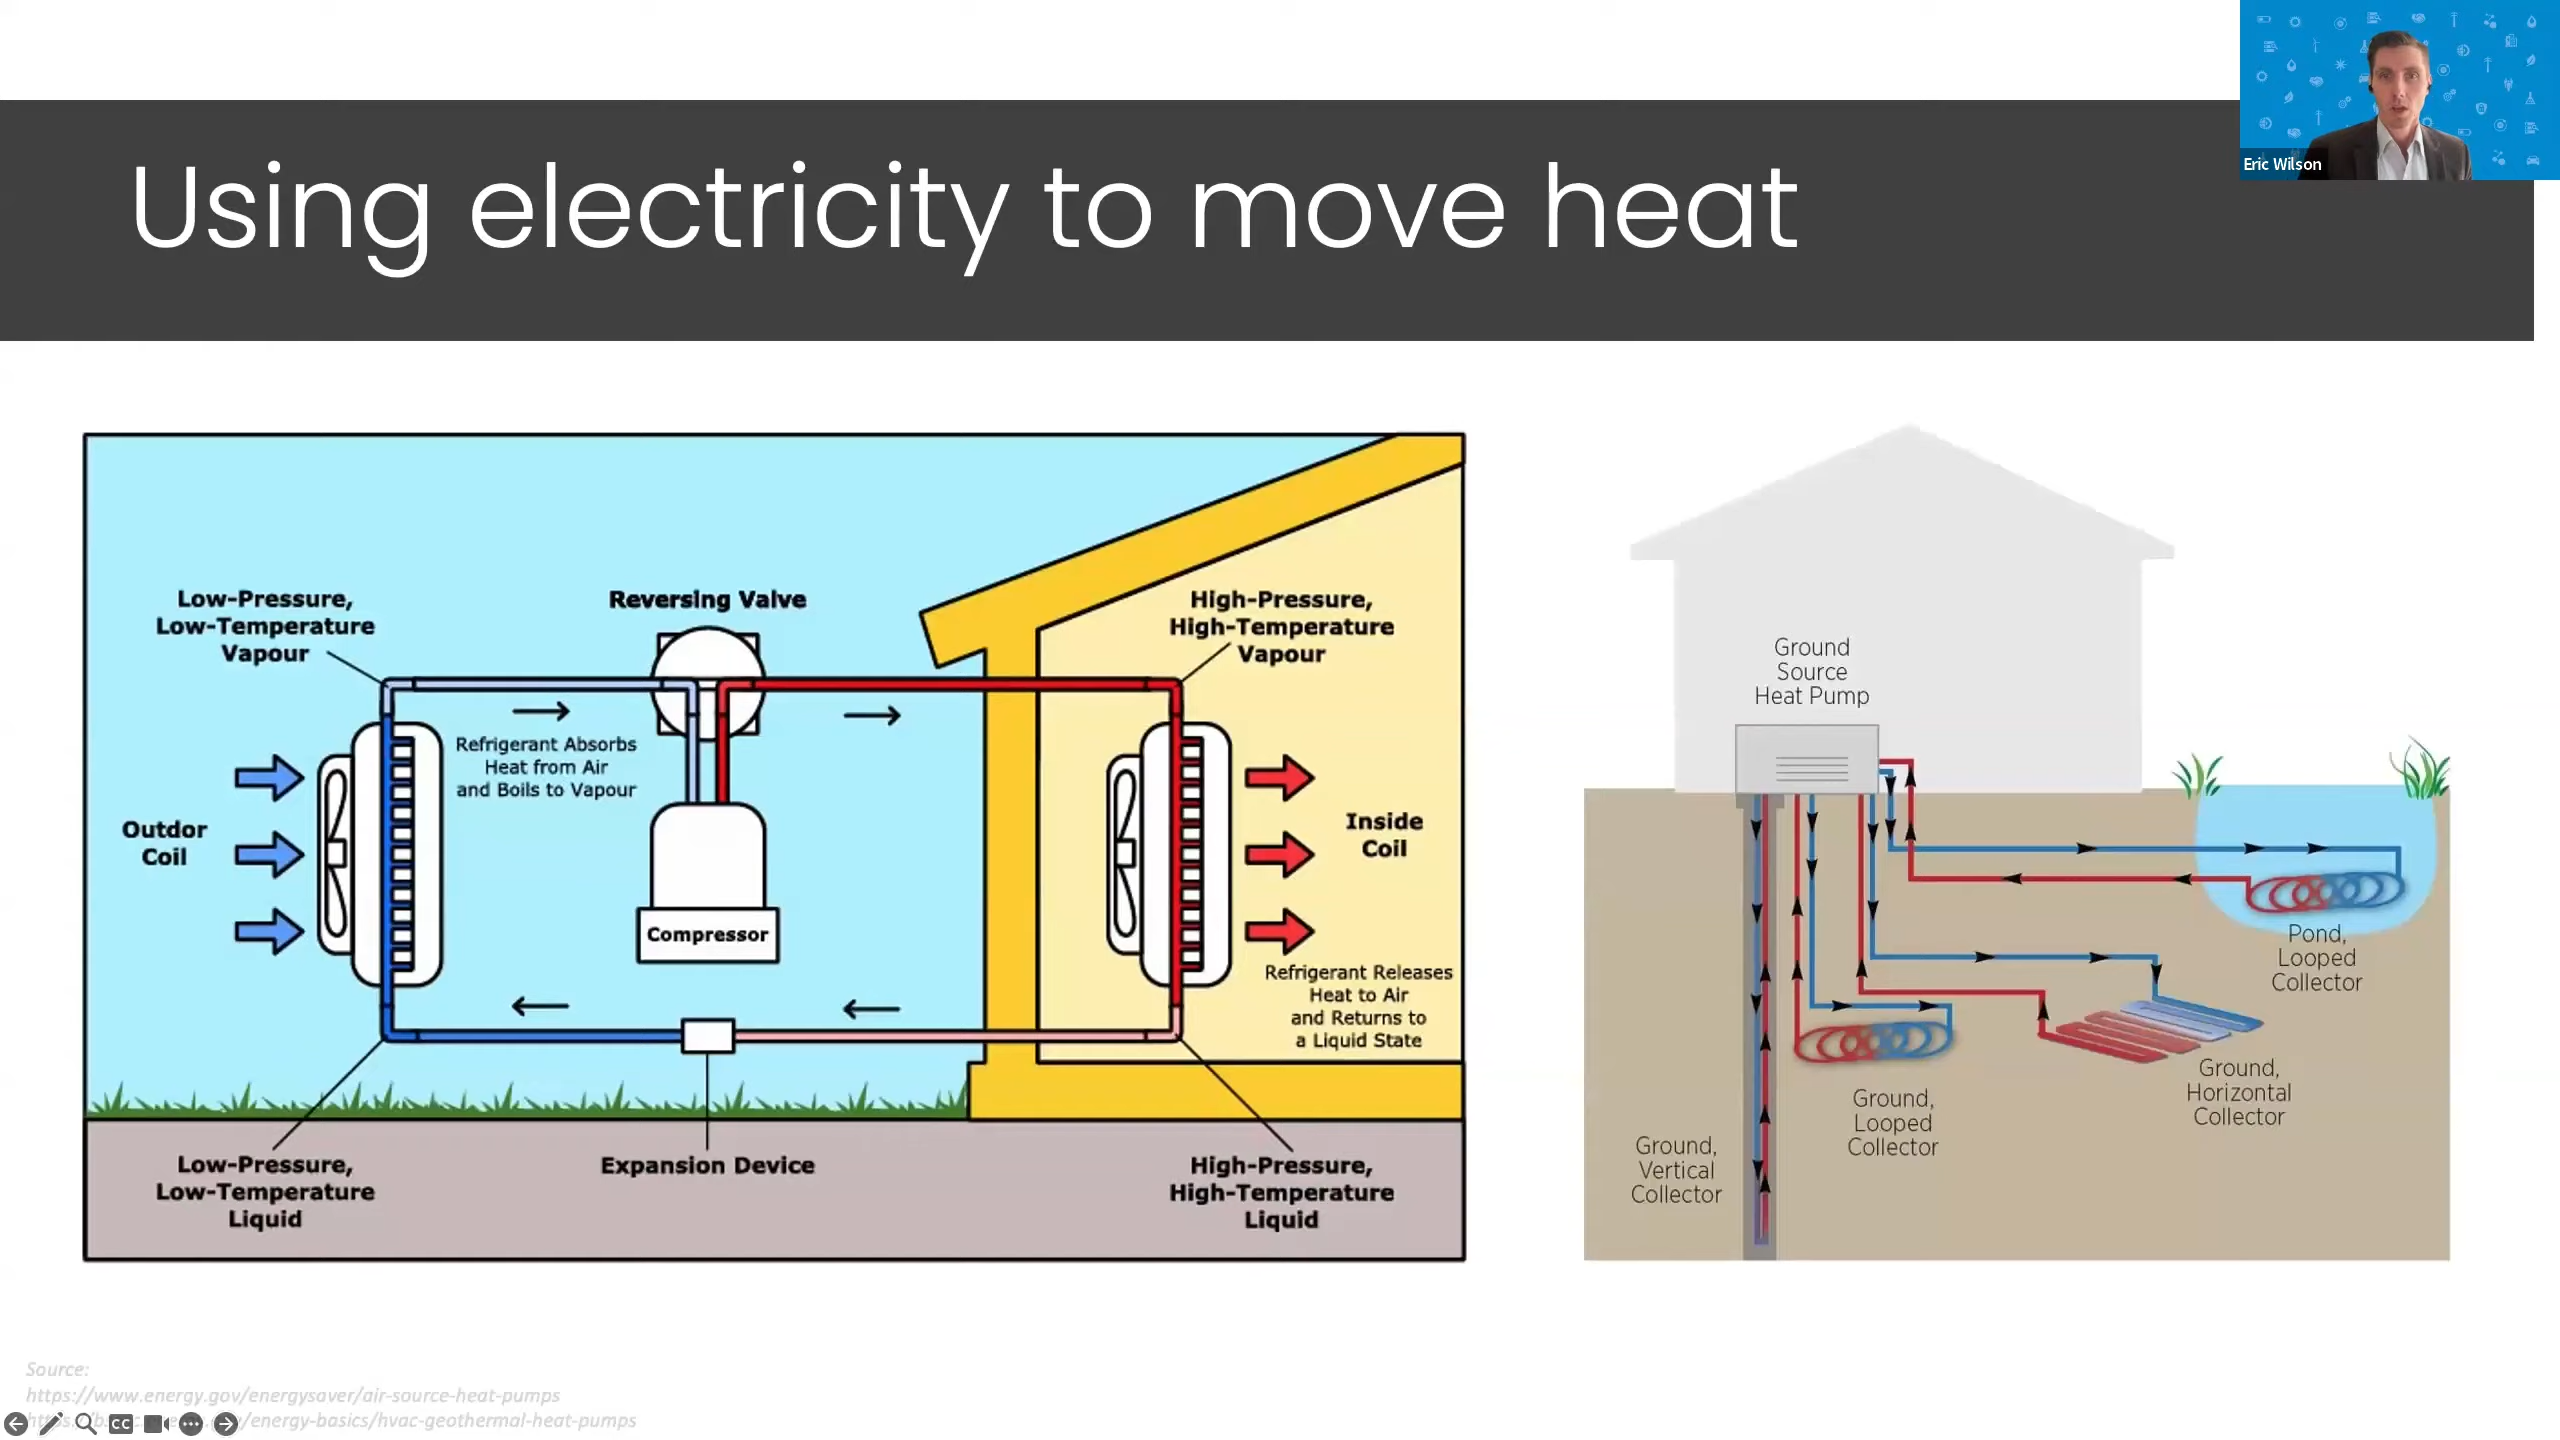 Using electricity to move heat
Eric Wilson
Low-Pressure,
Low-Temperature
Vapour
Reversing Valve
High-Pressure,
High-Temperature
Vapour
Refrigerant Absorbs
Heat from Air
and Boils to Vapour
Outdor
Coil
Compressor
Inside
Coil
Refrigerant Releases
Heat to Air
and Returns to
a Liquid State
Low-Pressure,
Low-Temperature
Liquid
Expansion Device
High-Pressure,
High-Temperature
Liquid
Ground
Source
Heat Pump
Pond,
Looped
Collector
Ground,
Horizontal
Collector
Ground,
Looped
Collector
Ground,
Vertical
Collector
Source:
https://www.energy.gov/energysaver/air-source-heat-pumps
/energy-basics/hvac-geothermal-heat-pumps
CC